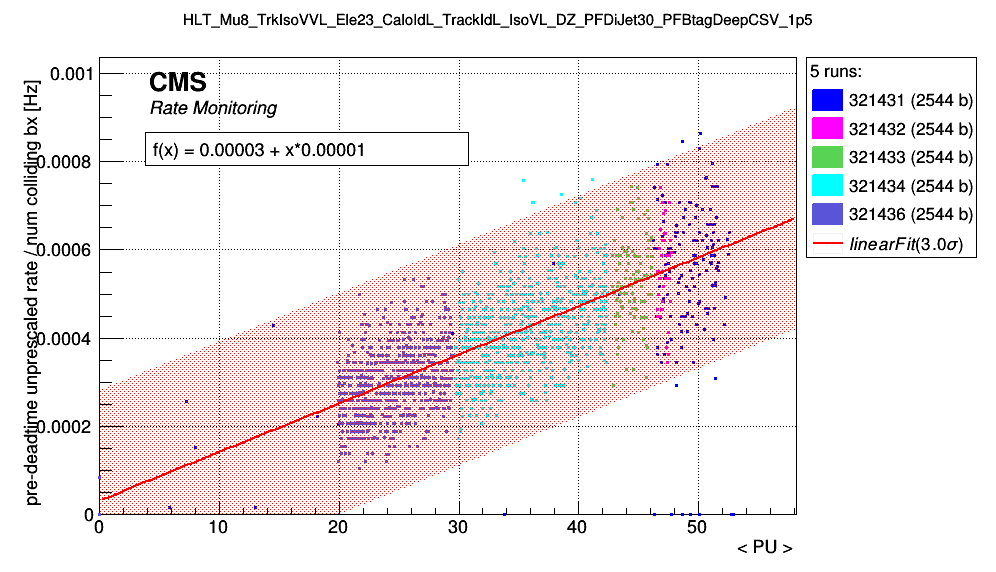 HLT_Mu8_TrkIsoVVL_Ele23_CaloIdL_TrackIdL_IsoVL_DZ_PFDiJet30_PFBtagDeepCSV_1p5
pre-deadtime unprescaled rate / num colliding bx [Hz]
0.001
0.0008
0.0006
0.0004
0.0002
0
CMS
Rate Monitoring
f(x) = 0.00003 + x*0.00001
0
10
20
30
40
50
< PU >
5 runs:
321431 (2544 b)
321432 (2544 b)
321433 (2544 b)
321434 (2544 b)
321436 (2544 b)
linearFit(3.0σ)